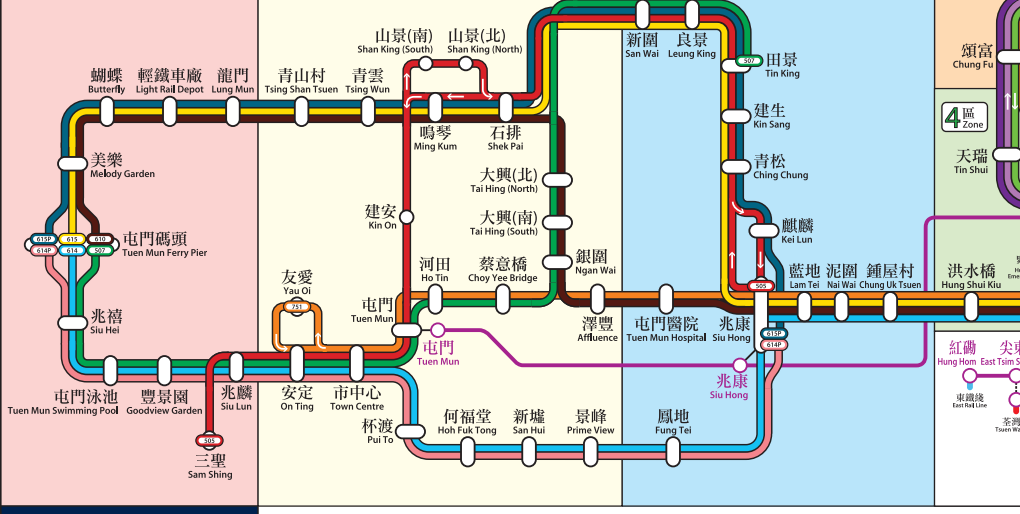 山景(南)
Shan King (South)
山景(北)
Shan King (North)
新圍
San Wai
良景
Leung King
507
田景
Tin King
頌富
Chung Fu
蝴蝶
Butterfly
輕鐵車廠
Light Rail Depot
龍門
Lung Mun
青山村
Tsing Shan Tsuen
青雲
Tsing Wun
鳴琴
Ming Kum
石排
Shek Pai
建生
Kin Sang
4 區
Zone
美樂
Melody Garden
大興(北)
Tai Hing (North)
青松
Ching Chung
天瑞
Tin Shui
建安
Kin On
大興(南)
Tai Hing (South)
麒麟
Kei Lun
615P
615
610
614P
614
507
屯門碼頭
Tuen Mun Ferry Pier
河田
Ho Tin
蔡意橋
Choy Yee Bridge
銀圍
Ngan Wai
友愛
Yau Oi
751
505
藍地
Lam Tei
泥圍
Nai Wai
鍾屋村
Chung Uk Tsuen
洪水橋
Hung Shui Kiu
兆禧
Siu Hei
屯門
Tuen Mun
澤豐
Affluence
屯門醫院
Tuen Mun Hospital
兆康
Siu Hong
615P
614P
屯門
Tuen Mun
兆康
Siu Hong
紅磡
Hung Hom
East Tsim
東鐵綫
East Rail Line
屯門泳池
Tuen Mun Swimming Pool
豐景園
Goodview Garden
兆麟
Siu Lun
安定
On Ting
市中心
Town Centre
杯渡
Pui To
何福堂
Hoh Fuk Tong
新墟
San Hui
景峰
Prime View
鳳地
Fung Tei
505
三聖
Sam Shing